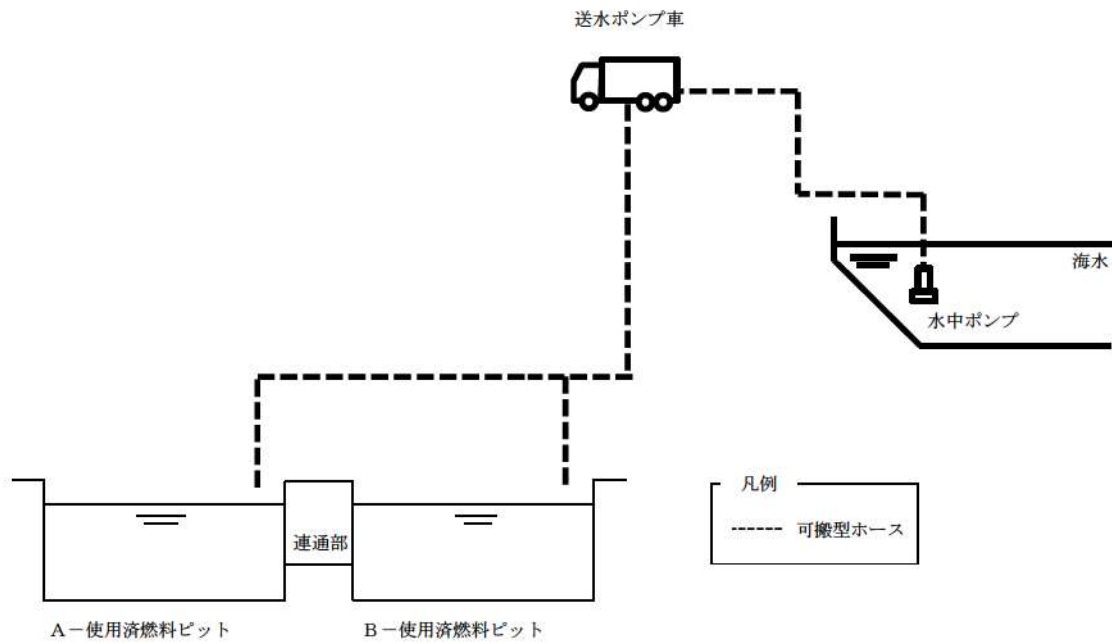 送水ポンプ車
海水
水中ポンプ
凡例
可搬型ホース
連通部
A－使用済燃料ピット
B－使用済燃料ピット